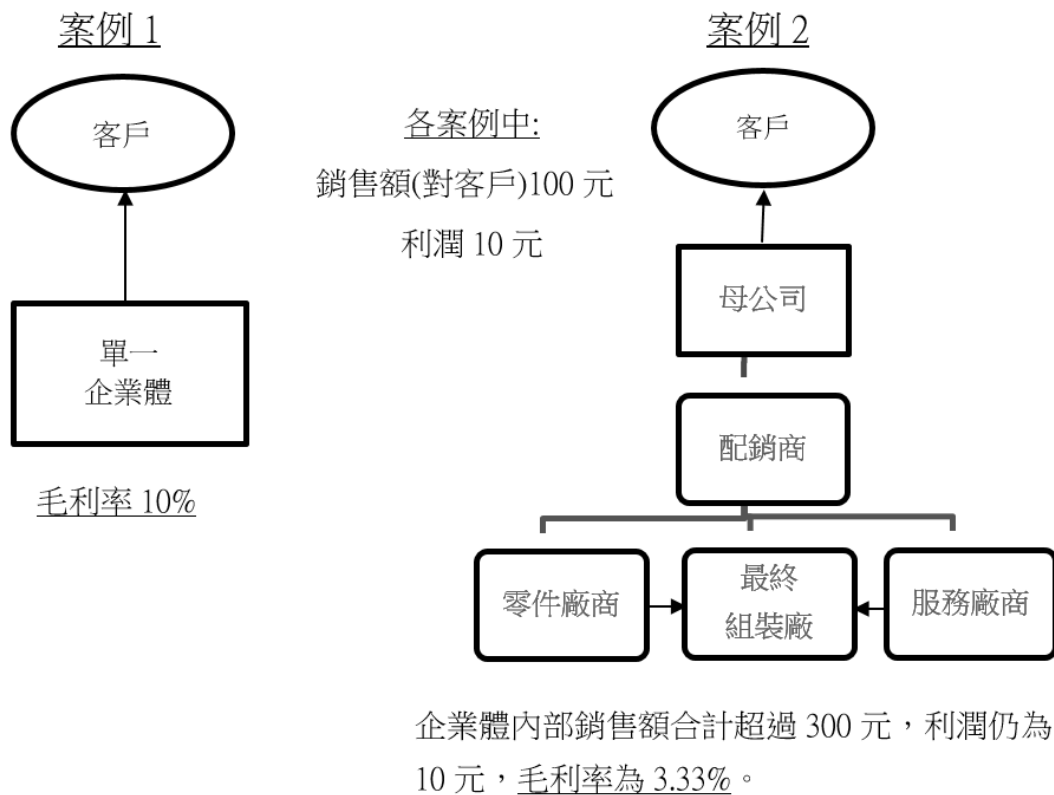 案例 1
客戶
單一
企業體
毛利率 10%
各案例中:
銷售額(對客戶)100 元
利潤 10 元
案例 2
客戶
母公司
配銷商
零件廠商
最終
組裝廠
服務廠商
企業體內部銷售額合計超過 300 元，利潤仍為
10 元，毛利率為 3.33%。